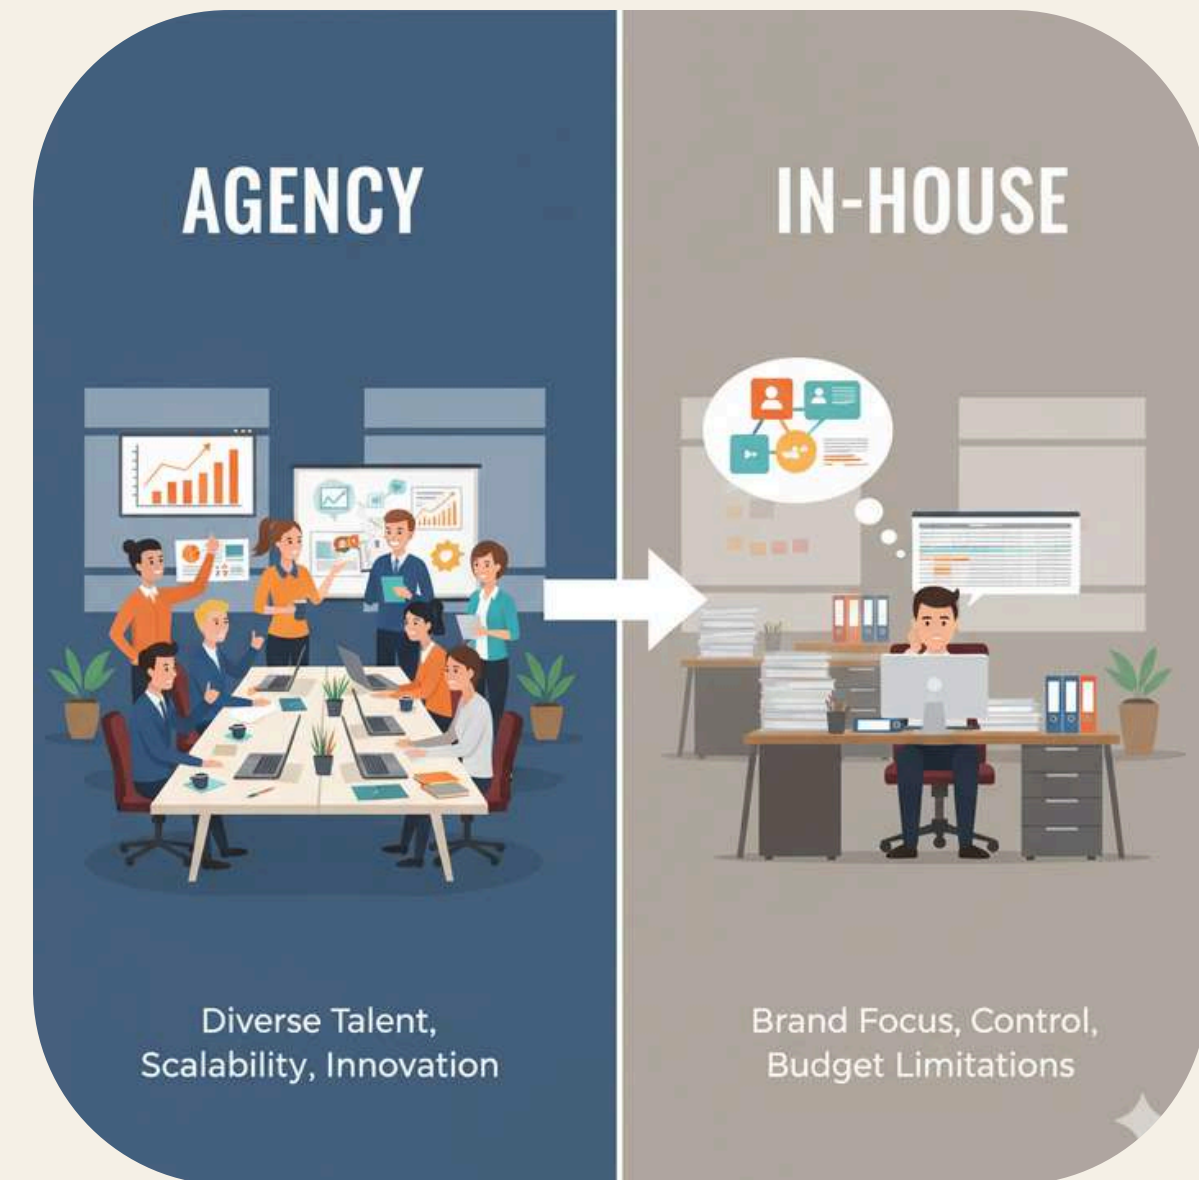 AGENCY
IN-HOUSE
Diverse Talent,
Scalability, Innovation
Brand Focus, Control,
Budget Limitations